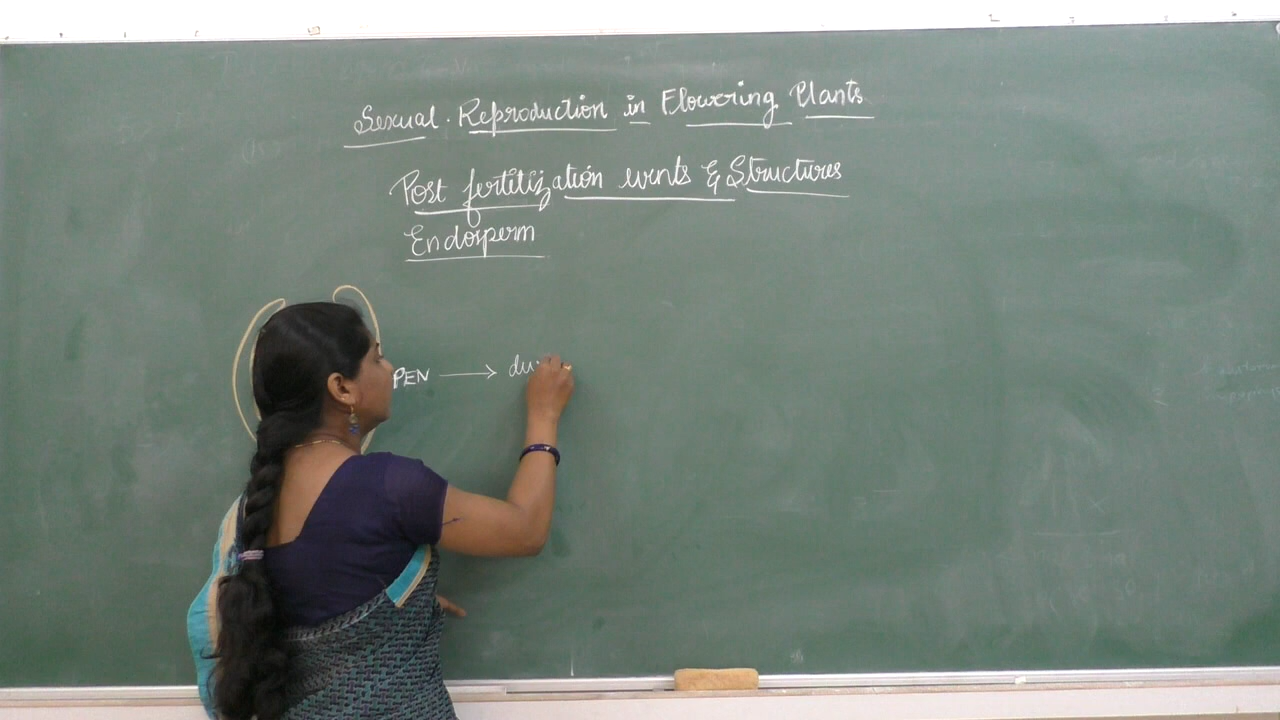 Sexual. Reproduction in Flowering Plants
Post fertilization events & Structures
Endosperm
PEN → du